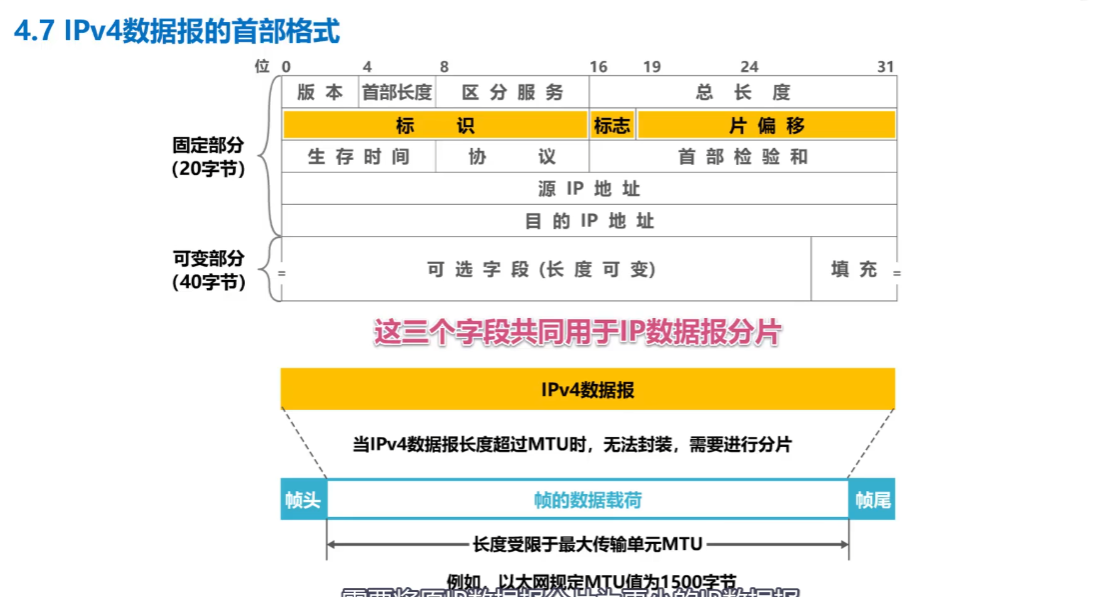 4.7 IPv4数据报的首部格式
位 0 4 8 16 19 24 31
版 本 首部长度 区 分 服 务 总 长 度
标 识 标志 片 偏 移
固定部分
(20字节)
生 存 时 间 协 议 首 部 检 验 和
源 IP 地 址
目 的 IP 地 址
可变部分
(40字节)
可 选 字 段 (长 度 可 变) 填 充
这三个字段共同用于IP数据报分片
IPv4数据报
当IPv4数据报长度超过MTU时，无法封装，需要进行分片
帧头 帧的数据载荷 帧尾
长度受限于最大传输单元MTU
例如，以太网规定MTU值为1500字节